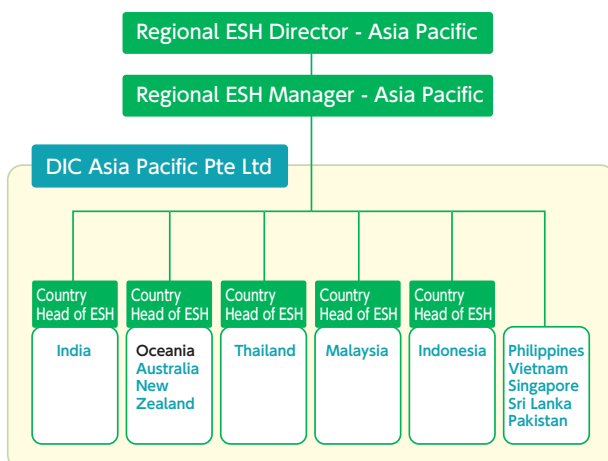 Regional ESH Director - Asia Pacific
Regional ESH Manager - Asia Pacific
DIC Asia Pacific Pte Ltd
Country
Head of ESH
India
Country
Head of ESH
Oceania
Australia
New
Zealand
Country
Head of ESH
Thailand
Country
Head of ESH
Malaysia
Country
Head of ESH
Indonesia
Philippines
Vietnam
Singapore
Sri Lanka
Pakistan